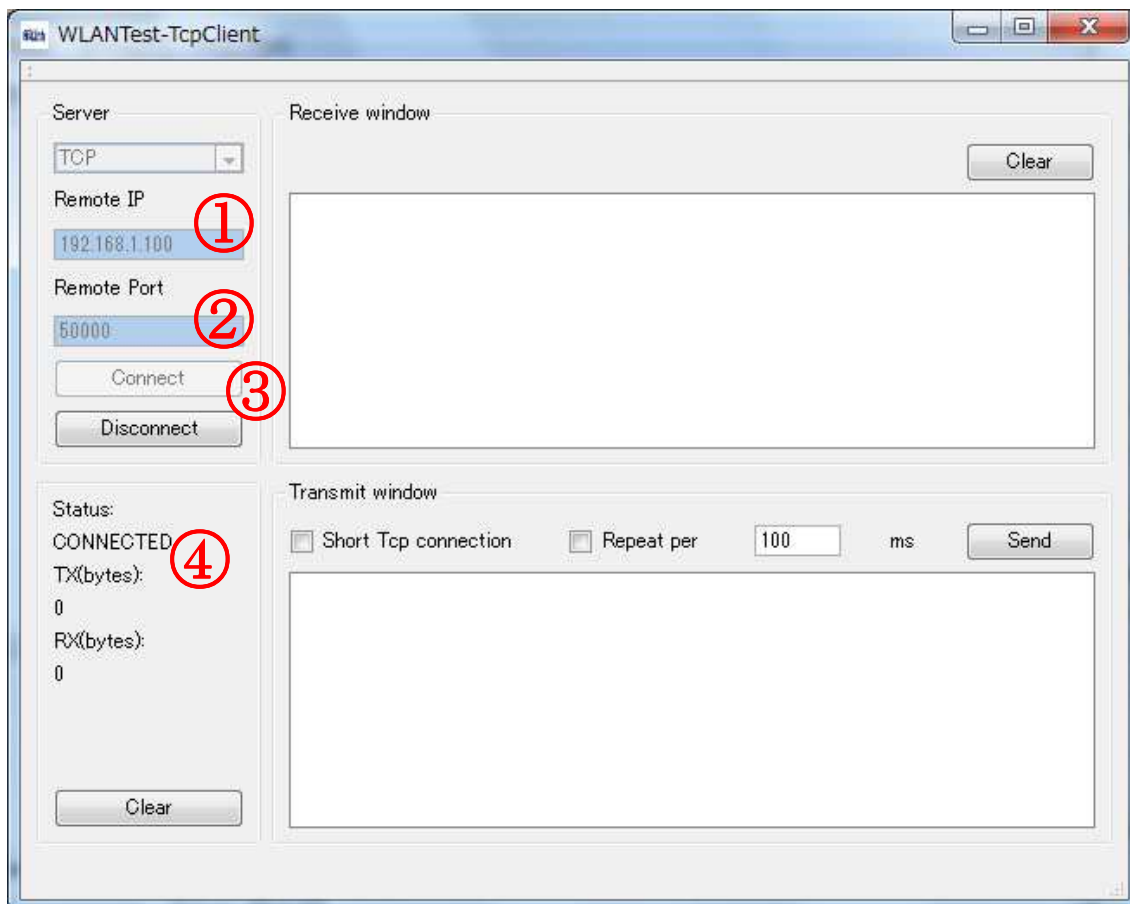 WLANTest-TcpClient
Server
TCP
Remote IP
①
192.168.1.100
Remote Port
②
50000
Connect
③
Disconnect
Receive window
Clear
Status:
CONNECTED
④
TX(bytes):
0
RX(bytes):
0
Clear
Transmit window
Short Tcp connection
Repeat per 100 ms
Send